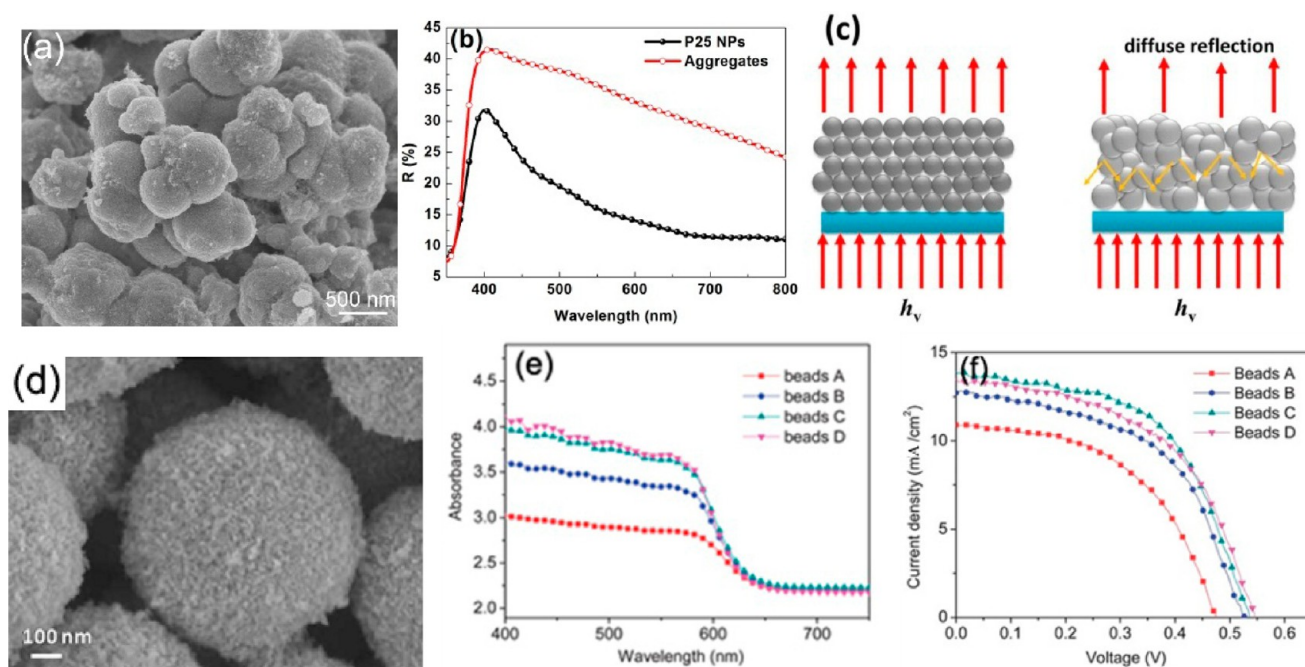 (a)
500 nm
(b)
P25 NPs
Aggregates
45
40
35
30
25
20
15
10
5
R (%)
400 500 600 700 800
Wavelength (nm)
(c)
diffuse reflection
hv hv
(d)
100 nm
(e)
beads A
beads B
beads C
beads D
4.5
4.0
3.5
3.0
2.5
2.0
Absorbance
400 500 600 700
Wavelength (nm)
(f)
Beads A
Beads B
Beads C
Beads D
15
10
5
0
Current density (mA /cm²)
0.0 0.1 0.2 0.3 0.4 0.5 0.6
Voltage (V)